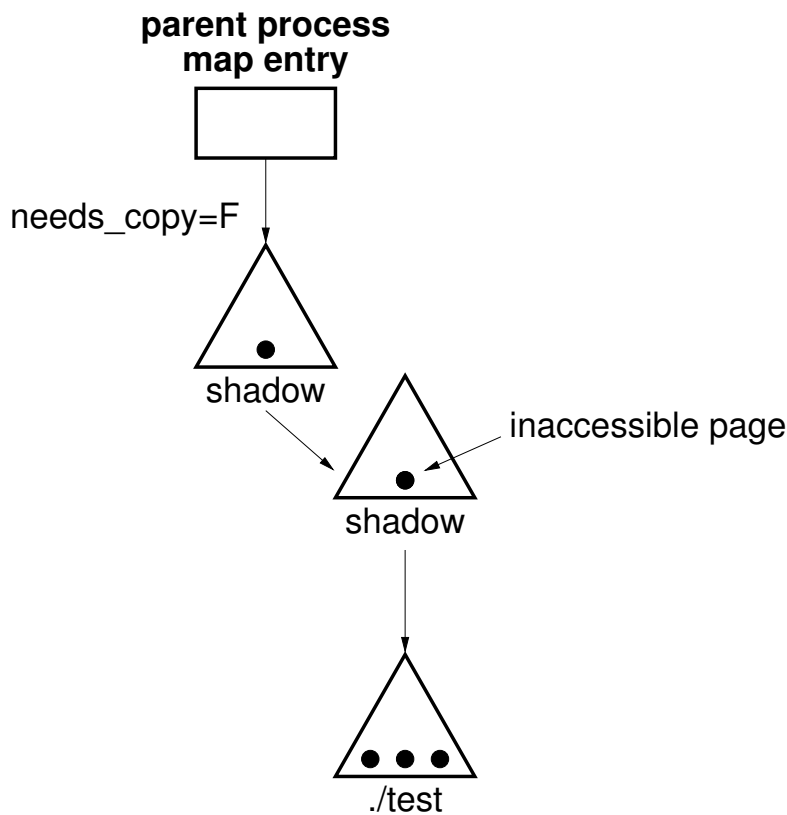 parent process
map entry
needs_copy=F
shadow
inaccessible page
shadow
./test